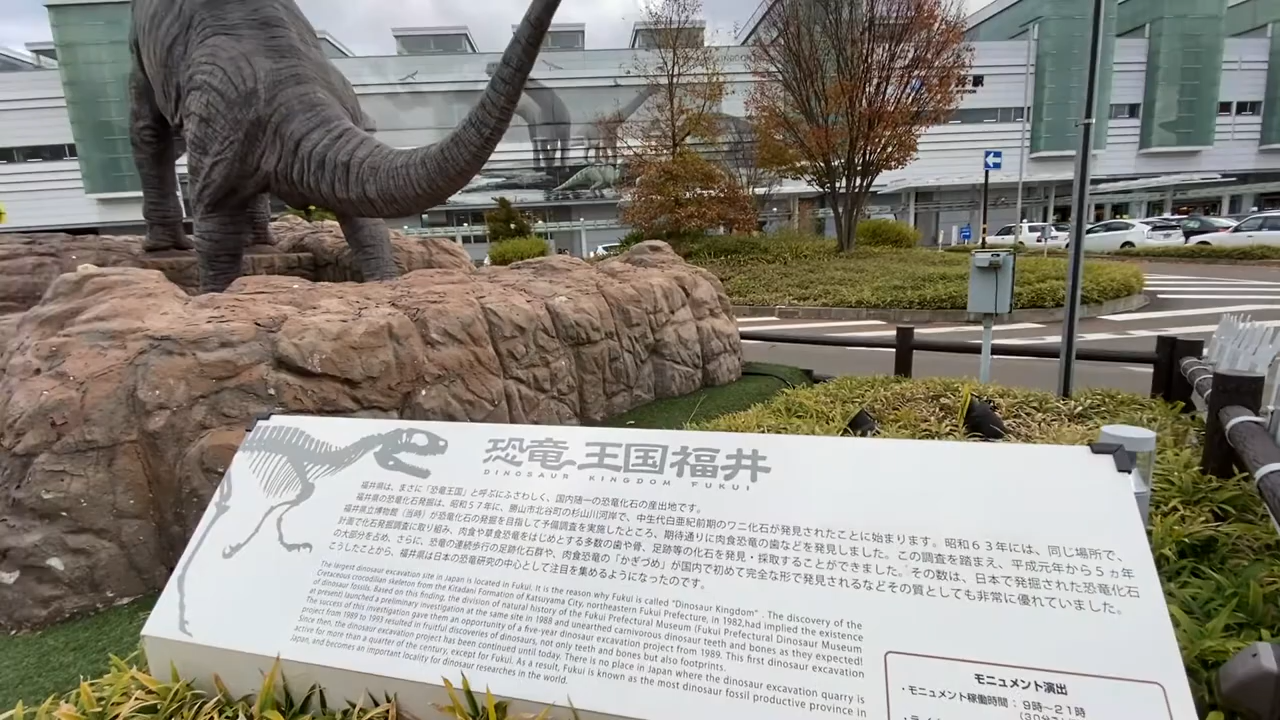 駅
STATION
恐竜王国福井
DINOSAUR KINGDOM FUKUI
福井県は、まさに「恐竜王国」と呼ぶにふさわしく、国内随一の恐竜化石の産出地です。
福井県の恐竜化石発掘は、昭和57年に、勝山市北谷町の杉山川河岸で、中生代白亜紀前期のワニ化石が発見されたことに始まります。昭和63年には、同じ場所で、
福井県立博物館（当時）が恐竜化石の発掘を目指して予備調査を実施したところ、期待通りに肉食恐竜の歯などを発見しました。この調査を踏まえ、平成元年から5ヵ年
計画で化石発掘調査に取り組み、肉食や草食恐竜をはじめとする多数の歯や骨、足跡等の化石を発見・採取することができました。その数は、日本で発掘された恐竜化石
の大部分を占め、さらに、恐竜の連続歩行の足跡化石群や、肉食恐竜の「かぎづめ」が国内で初めて完全な形で発見されるなどその質としても非常に優れていました。
こうしたことから、福井県は日本の恐竜研究の中心として注目を集めるようになったのです。
The largest dinosaur excavation site in Japan is located in Fukui. It is the reason why Fukui is called "Dinosaur Kingdom" . The discovery of the
Cretaceous crocodilian skeleton from the Kitadani Formation of Katsuyama City, northeastern Fukui Prefecture, in 1982,had implied the existence
of dinosaur fossils. Based on this finding, the division of natural history of the Fukui Prefectural Museum (Fukui Prefectural Dinosaur Museum
at present) launched a preliminary investigation at the same site in 1988 and unearthed carnivorous dinosaur teeth and bones as they expected!
The success of this investigation gave them an opportunity of a five-year dinosaur excavation project from 1989. This first dinosaur excavation
project from 1989 to 1993 resulted in fruitful discoveries of dinosaurs, not only teeth and bones but also footprints.
Since then, the dinosaur excavation project has been continued until today. There is no place in Japan where the dinosaur excavation quarry is
active for more than a quarter of the century, except for Fukui. As a result, Fukui is known as the most dinosaur fossil productive province in
Japan, and becomes an important locality for dinosaur researches in the world.
モニュメント演出
・モニュメント稼働時間：9時〜21時